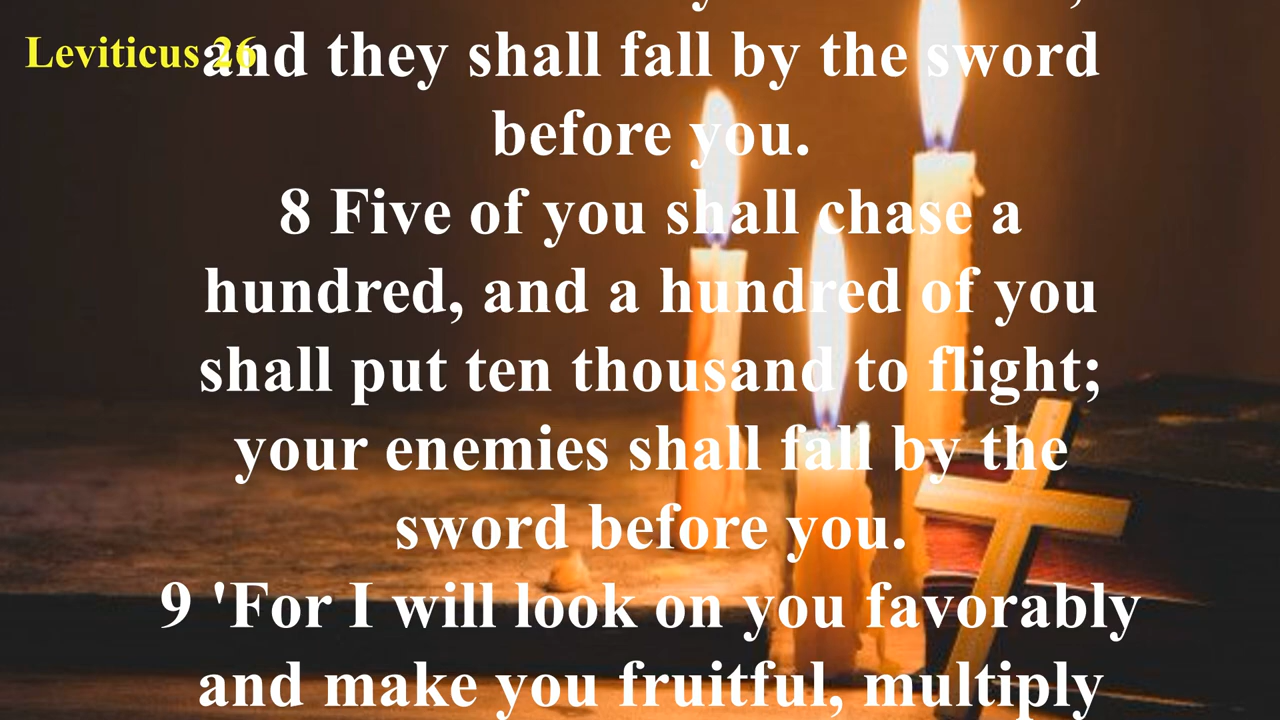 Leviticus 26
and they shall fall by the sword
before you.
8 Five of you shall chase a
hundred, and a hundred of you
shall put ten thousand to flight;
your enemies shall fall by the
sword before you.
9 'For I will look on you favorably
and make you fruitful, multiply